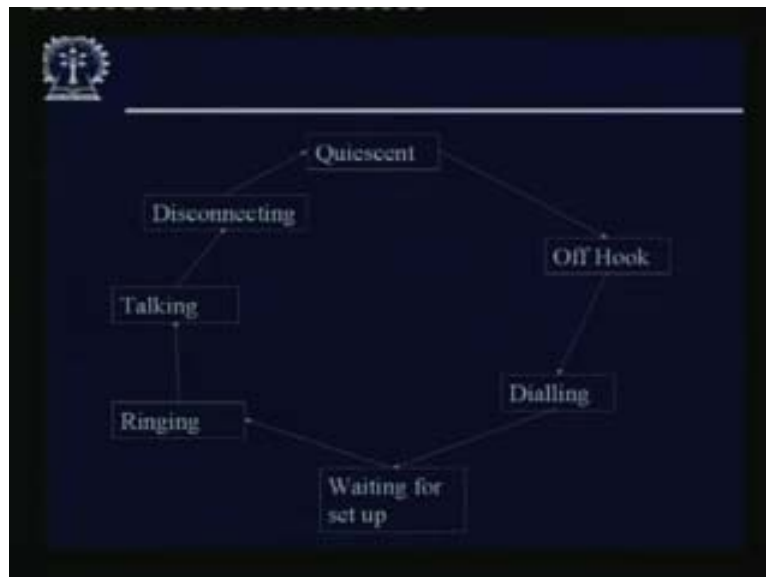 Quiescent
Off Hook
Dialling
Waiting for
set up
Ringing
Talking
Disconnecting